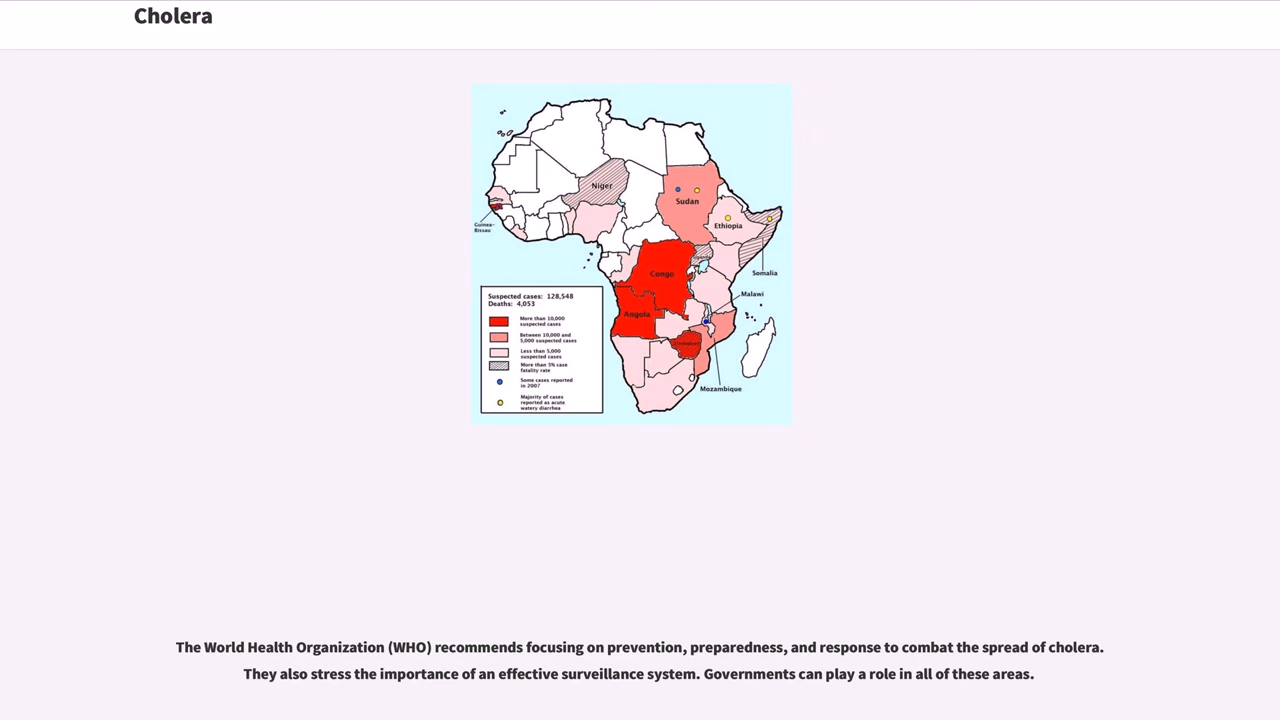 Cholera
Niger
Sudan
Guinea-
Bissau
Ethiopia
Congo
Somalia
Malawi
Suspected cases: 128,548
Deaths: 4,053
Angola
More than 10,000
suspected cases
Between 10,000 and
5,000 suspected cases
Zimbabwe
Less than 5,000
suspected cases
More than 5% case
fatality rate
Some cases reported
in 2007
Mozambique
Majority of cases
reported as acute
watery diarrhea
The World Health Organization (WHO) recommends focusing on prevention, preparedness, and response to combat the spread of cholera.
They also stress the importance of an effective surveillance system. Governments can play a role in all of these areas.